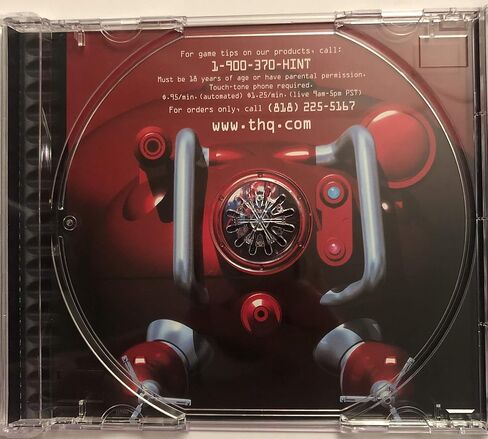 For game tips on our products, call:
1-900-370-HINT
Must be 18 years of age or have parental permission.
Touch-tone phone required.
$.95/min. (automated) $1.25/min. (live 9am-5pm PST)
For orders only, call (818) 225-5167
www.thq.com